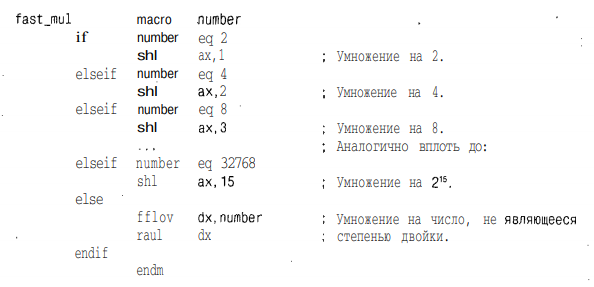 fast_mul macro number
if number eq 2
shl ax,1 ; Умножение на 2.
elseif number eq 4
shl ax,2 ; Умножение на 4.
elseif number eq 8
shl ax,3 ; Умножение на 8.
... ; Аналогично вплоть до:
elseif number eq 32768
shl ax,15 ; Умножение на 2¹⁵.
else
fflov dx,number ; Умножение на число, не являющееся
raul dx ; степенью двойки.
endif
endm